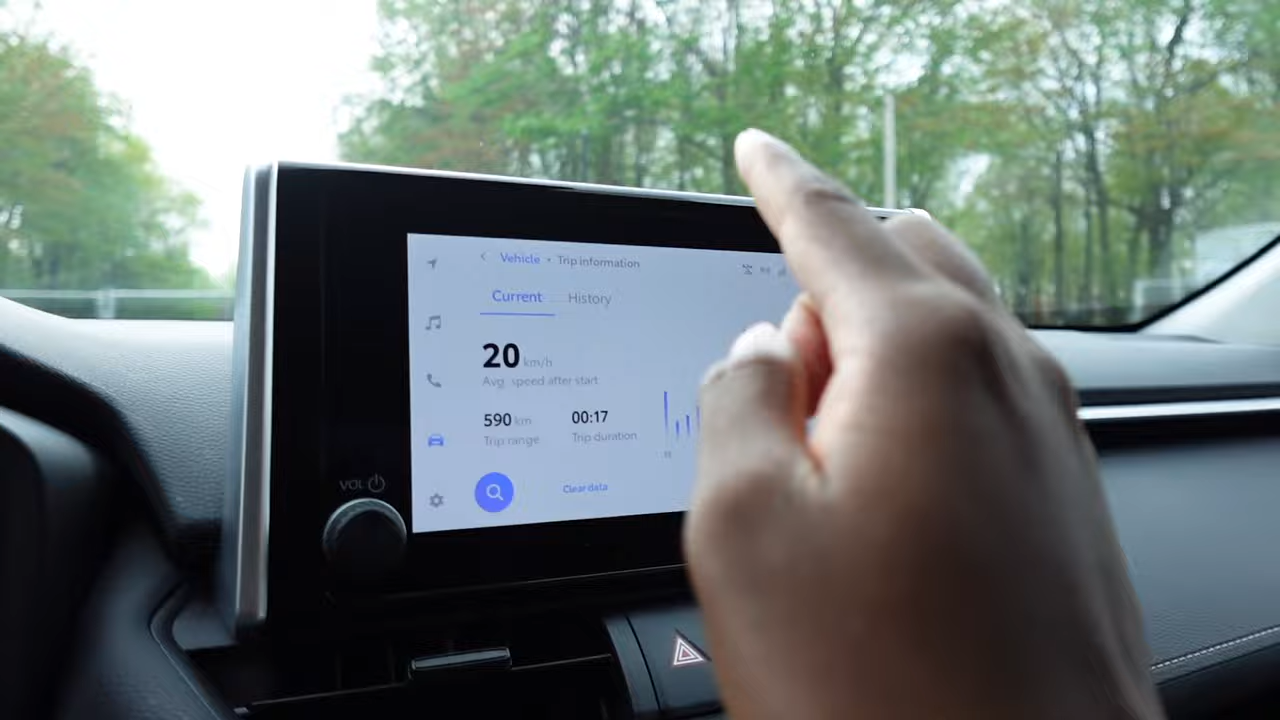 Vehicle • Trip information
Current History
20 km/h
Avg. speed after start
590 km 00:17
Trip range Trip duration
VOL
Clear data